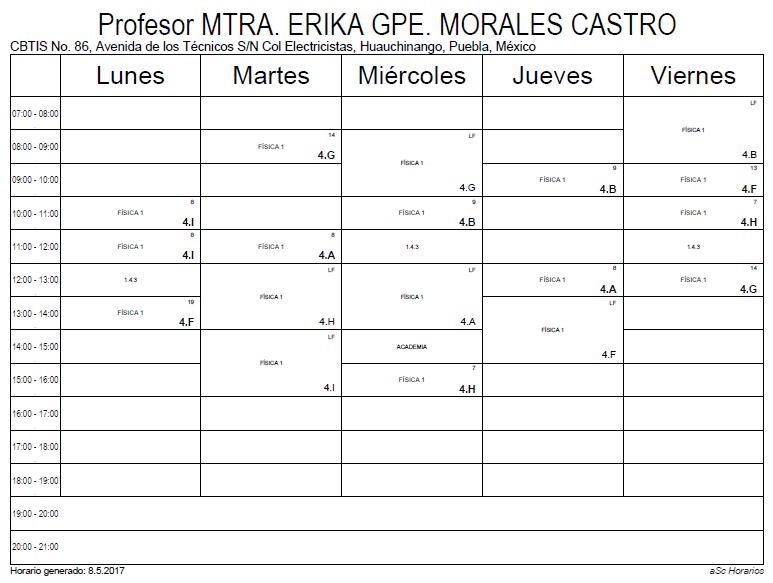 Profesor MTRA. ERIKA GPE. MORALES CASTRO
CBTIS No. 86, Avenida de los Técnicos S/N Col Electricistas, Huauchinango, Puebla, México
Lunes Martes Miércoles Jueves Viernes
07:00 - 08:00
LF
FÍSICA 1
4.B
08:00 - 09:00
14
FÍSICA 1
4.G
LF
FÍSICA 1
4.G
09:00 - 10:00
9
FÍSICA 1
4.B
13
FÍSICA 1
4.F
10:00 - 11:00
8
FÍSICA 1
4.I
9
FÍSICA 1
4.B
7
FÍSICA 1
4.H
11:00 - 12:00
8
FÍSICA 1
4.I
8
FÍSICA 1
4.A
1.4.3
1.4.3
12:00 - 13:00
1.4.3
LF
FÍSICA 1
4.H
LF
FÍSICA 1
4.A
8
FÍSICA 1
4.A
14
FÍSICA 1
4.G
13:00 - 14:00
19
FÍSICA 1
4.F
LF
FÍSICA 1
4.F
14:00 - 15:00
LF
FÍSICA 1
4.I
ACADEMIA
15:00 - 16:00
7
FÍSICA 1
4.H
16:00 - 17:00
17:00 - 18:00
18:00 - 19:00
19:00 - 20:00
20:00 - 21:00
Horario generado: 8.5.2017 aSc Horarios